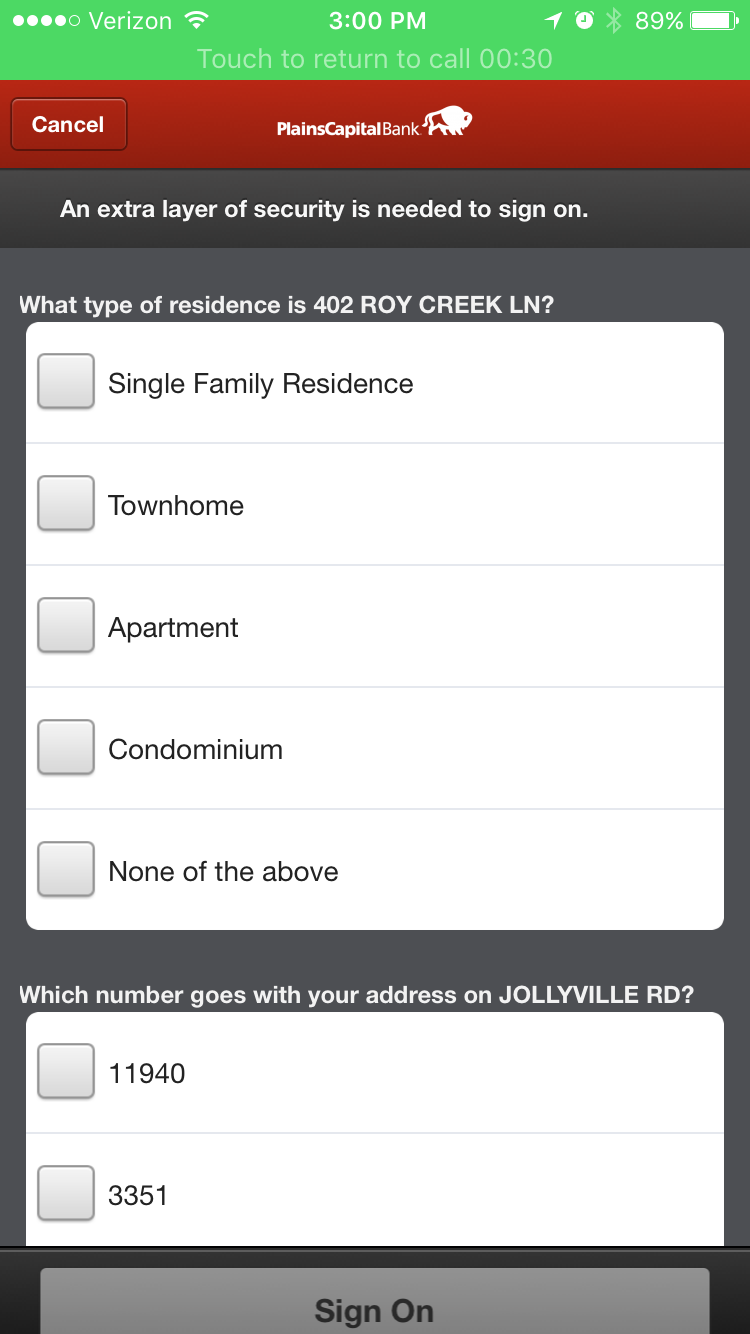 Verizon 3:00 PM 89%
Touch to return to call 00:30
Cancel PlainsCapitalBank
An extra layer of security is needed to sign on.
What type of residence is 402 ROY CREEK LN?
Single Family Residence
Townhome
Apartment
Condominium
None of the above
Which number goes with your address on JOLLYVILLE RD?
11940
3351
Sign On